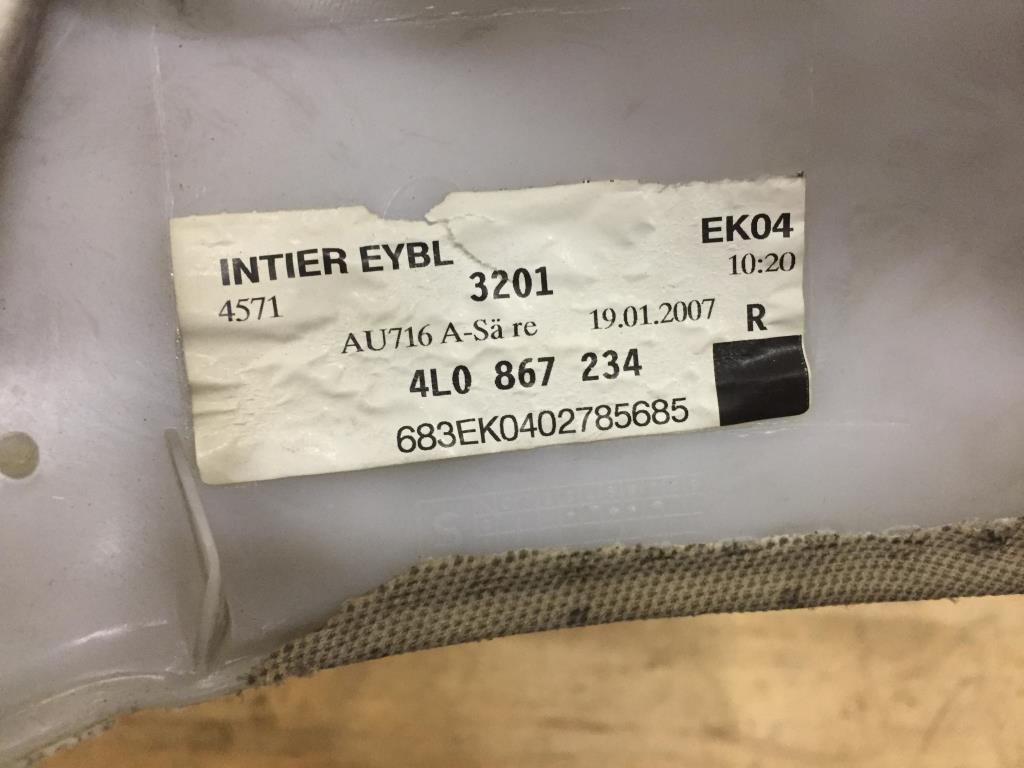 INTIER EYBL EK04
4571 3201 10:20
AU716 A-Sä re 19.01.2007 R
4L0 867 234
683EK0402785685